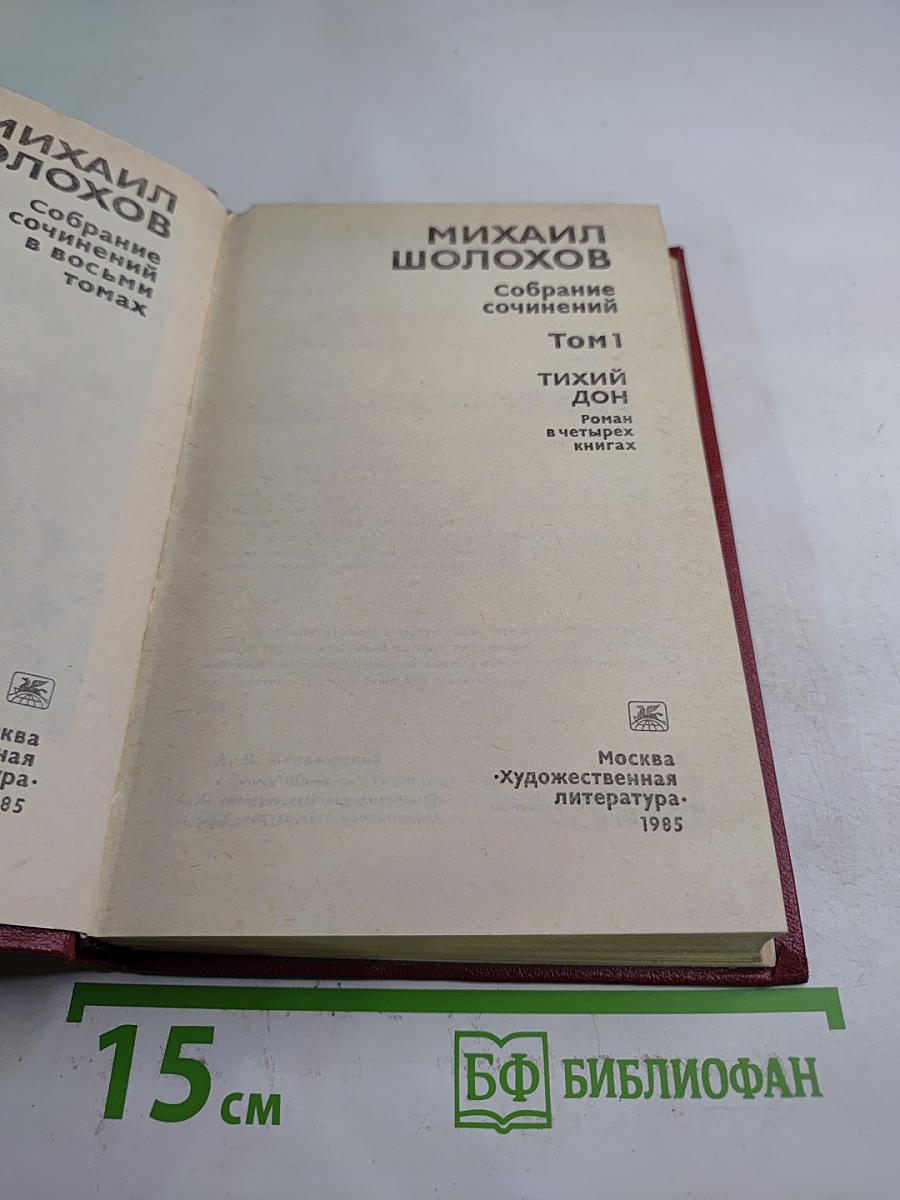 МИХАИЛ
ШОЛОХОВ
Собрание
сочинений
в восьми
томах
МИХАИЛ
ШОЛОХОВ
Собрание
сочинений
Том 1
ТИХИЙ
ДОН
Роман
в четырех
книгах
Москва
·Художественная
литература·
1985
15 см
БФ БИБЛИОФАН